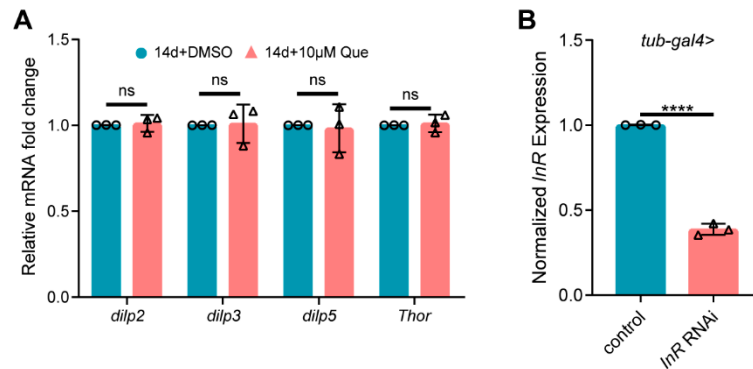 A
14d+DMSO 14d+10μM Que
Relative mRNA fold change
1.5
1.0
0.5
0.0
ns ns ns ns
dilp2 dilp3 dilp5 Thor
B
tub-gal4>
Normalized InR Expression
1.5
1.0
0.5
0.0
****
control InR RNAi